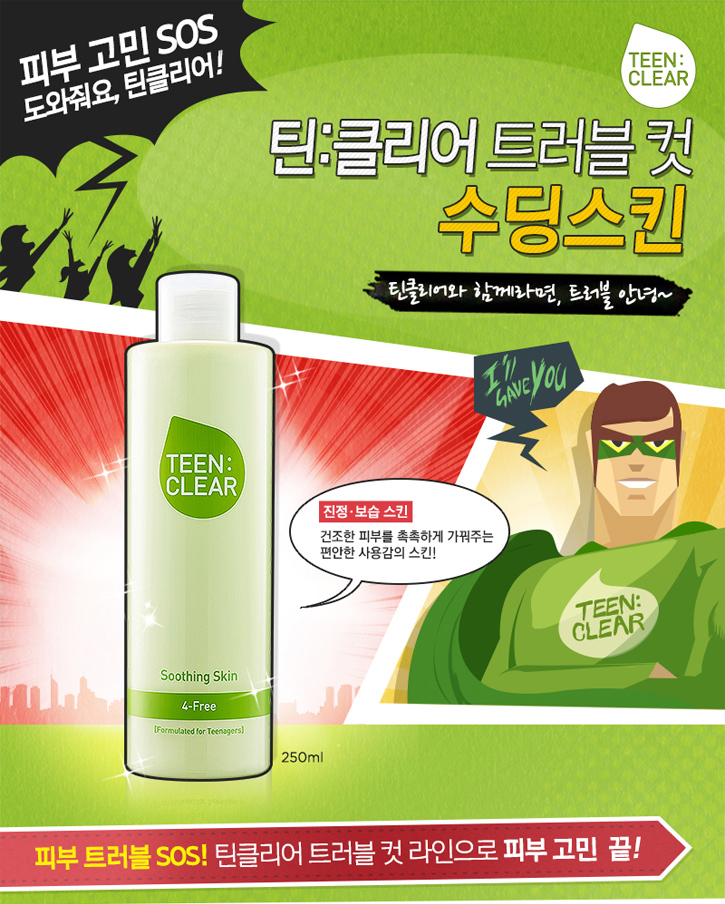 피부 고민 SOS
도와줘요, 틴클리어!
TEEN:
CLEAR
틴:클리어 트러블 컷
수딩스킨
틴클리어와 함께라면, 트러블 안녕~
I'll
SAVE YOU
TEEN:
CLEAR
진정·보습 스킨
건조한 피부를 촉촉하게 가꿔주는
편안한 사용감의 스킨!
TEEN:
CLEAR
Soothing Skin
4-Free
[Formulated for Teenagers]
250ml
피부 트러블 SOS! 틴클리어 트러블 컷 라인으로 피부 고민 끝!